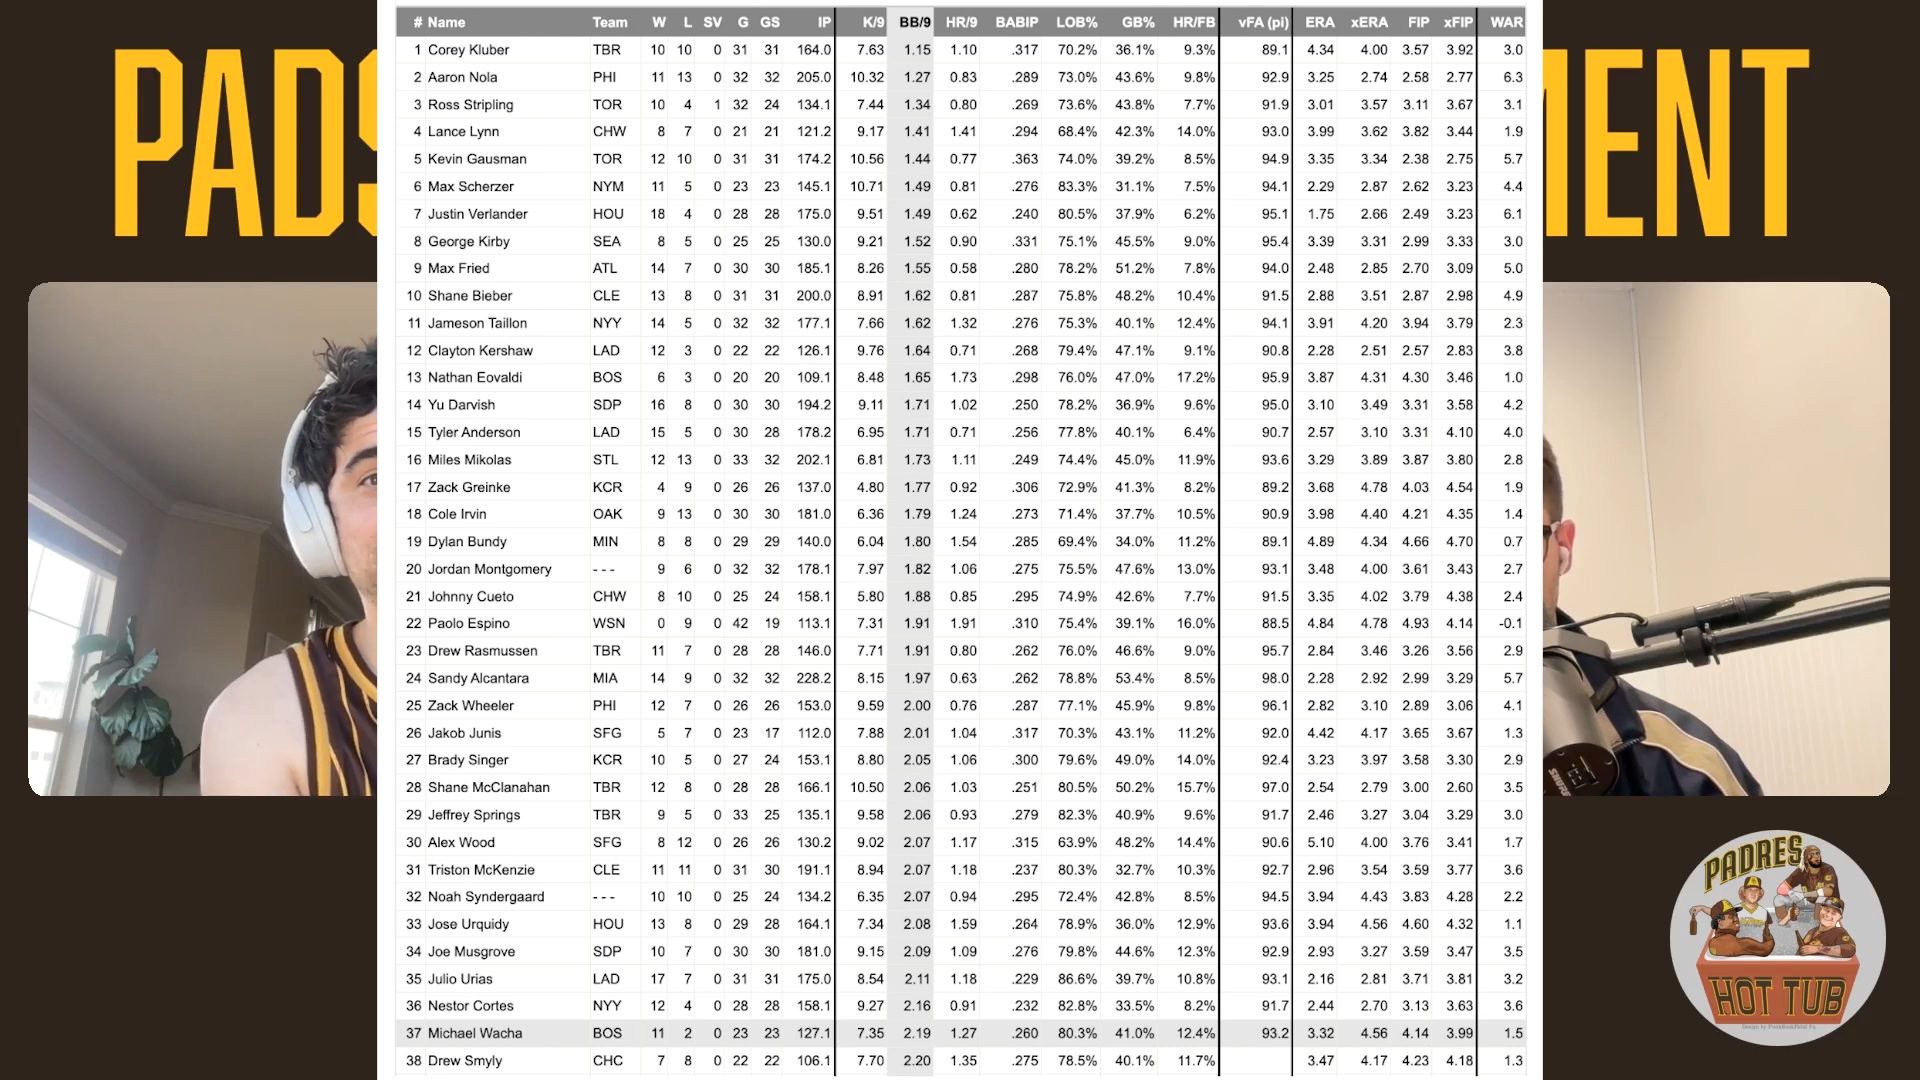 PADS
MENT
# Name Team W L SV G GS IP K/9 BB/9 HR/9 BABIP LOB% GB% HR/FB vFA (pi) ERA xERA FIP xFIP WAR
1 Corey Kluber TBR 10 10 0 31 31 164.0 7.63 1.15 1.10 .317 70.2% 36.1% 9.3% 89.1 4.34 4.00 3.57 3.92 3.0
2 Aaron Nola PHI 11 13 0 32 32 205.0 10.32 1.27 0.83 .289 73.0% 43.6% 9.8% 92.9 3.25 2.74 2.58 2.77 6.3
3 Ross Stripling TOR 10 4 1 32 24 134.1 7.44 1.34 0.80 .269 73.6% 43.8% 7.7% 91.9 3.01 3.57 3.11 3.67 3.1
4 Lance Lynn CHW 8 7 0 21 21 121.2 9.17 1.41 1.41 .294 68.4% 42.3% 14.0% 93.0 3.99 3.62 3.82 3.44 1.9
5 Kevin Gausman TOR 12 10 0 31 31 174.2 10.56 1.44 0.77 .363 74.0% 39.2% 8.5% 94.9 3.35 3.34 2.38 2.75 5.7
6 Max Scherzer NYM 11 5 0 23 23 145.1 10.71 1.49 0.81 .276 83.3% 31.1% 7.5% 94.1 2.29 2.87 2.62 3.23 4.4
7 Justin Verlander HOU 18 4 0 28 28 175.0 9.51 1.49 0.62 .240 80.5% 37.9% 6.2% 95.1 1.75 2.66 2.49 3.23 6.1
8 George Kirby SEA 8 5 0 25 25 130.0 9.21 1.52 0.90 .331 75.1% 45.5% 9.0% 95.4 3.39 3.31 2.99 3.33 3.0
9 Max Fried ATL 14 7 0 30 30 185.1 8.26 1.55 0.58 .280 78.2% 51.2% 7.8% 94.0 2.48 2.85 2.70 3.09 5.0
10 Shane Bieber CLE 13 8 0 31 31 200.0 8.91 1.62 0.81 .287 75.8% 48.2% 10.4% 91.5 2.88 3.51 2.87 2.98 4.9
11 Jameson Taillon NYY 14 5 0 32 32 177.1 7.66 1.62 1.32 .276 75.3% 40.1% 12.4% 94.1 3.91 4.20 3.94 3.79 2.3
12 Clayton Kershaw LAD 12 3 0 22 22 126.1 9.76 1.64 0.71 .268 79.4% 47.1% 9.1% 90.8 2.28 2.51 2.57 2.83 3.8
13 Nathan Eovaldi BOS 6 3 0 20 20 109.1 8.48 1.65 1.73 .298 76.0% 47.0% 17.2% 95.9 3.87 4.31 4.30 3.46 1.0
14 Yu Darvish SDP 16 8 0 30 30 194.2 9.11 1.71 1.02 .250 78.2% 36.9% 9.6% 95.0 3.10 3.49 3.31 3.58 4.2
15 Tyler Anderson LAD 15 5 0 30 28 178.2 6.95 1.71 0.71 .256 77.8% 40.1% 6.4% 90.7 2.57 3.10 3.31 4.10 4.0
16 Miles Mikolas STL 12 13 0 33 32 202.1 6.81 1.73 1.11 .249 74.4% 45.0% 11.9% 93.6 3.29 3.89 3.87 3.80 2.8
17 Zack Greinke KCR 4 9 0 26 26 137.0 4.80 1.77 0.92 .306 72.9% 41.3% 8.2% 89.2 3.68 4.78 4.03 4.54 1.9
18 Cole Irvin OAK 9 13 0 30 30 181.0 6.36 1.79 1.24 .273 71.4% 37.7% 10.5% 90.9 3.98 4.40 4.21 4.35 1.4
19 Dylan Bundy MIN 8 8 0 29 29 140.0 6.04 1.80 1.54 .285 69.4% 34.0% 11.2% 89.1 4.89 4.34 4.66 4.70 0.7
20 Jordan Montgomery - - - 9 6 0 32 32 178.1 7.97 1.82 1.06 .275 75.5% 47.6% 13.0% 93.1 3.48 4.00 3.61 3.43 2.7
21 Johnny Cueto CHW 8 10 0 25 24 158.1 5.80 1.88 0.85 .295 74.9% 42.6% 7.7% 91.5 3.35 4.02 3.79 4.38 2.4
22 Paolo Espino WSN 0 9 0 42 19 113.1 7.31 1.91 1.91 .310 75.4% 39.1% 16.0% 88.5 4.84 4.78 4.93 4.14 -0.1
23 Drew Rasmussen TBR 11 7 0 28 28 146.0 7.71 1.91 0.80 .262 76.0% 46.6% 9.0% 95.7 2.84 3.46 3.26 3.56 2.9
24 Sandy Alcantara MIA 14 9 0 32 32 228.2 8.15 1.97 0.63 .262 78.8% 53.4% 8.5% 98.0 2.28 2.92 2.99 3.29 5.7
25 Zack Wheeler PHI 12 7 0 26 26 153.0 9.59 2.00 0.76 .287 77.1% 45.9% 9.8% 96.1 2.82 3.10 2.89 3.06 4.1
26 Jakob Junis SFG 5 7 0 23 17 112.0 7.88 2.01 1.04 .317 70.3% 43.1% 11.2% 92.0 4.42 4.17 3.65 3.67 1.3
27 Brady Singer KCR 10 5 0 27 24 153.1 8.80 2.05 1.06 .300 79.6% 49.0% 14.0% 92.4 3.23 3.97 3.58 3.30 2.9
28 Shane McClanahan TBR 12 8 0 28 28 166.1 10.50 2.06 1.03 .251 80.5% 50.2% 15.7% 97.0 2.54 2.79 3.00 2.60 3.5
29 Jeffrey Springs TBR 9 5 0 33 25 135.1 9.58 2.06 0.93 .279 82.3% 40.9% 9.6% 91.7 2.46 3.27 3.04 3.29 3.0
30 Alex Wood SFG 8 12 0 26 26 130.2 9.02 2.07 1.17 .315 63.9% 48.2% 14.4% 90.6 5.10 4.00 3.76 3.41 1.7
31 Triston McKenzie CLE 11 11 0 31 30 191.1 8.94 2.07 1.18 .237 80.3% 32.7% 10.3% 92.7 2.96 3.54 3.59 3.77 3.6
32 Noah Syndergaard - - - 10 10 0 25 24 134.2 6.35 2.07 0.94 .295 72.4% 42.8% 8.5% 94.5 3.94 4.43 3.83 4.28 2.2
33 Jose Urquidy HOU 13 8 0 29 28 164.1 7.34 2.08 1.59 .264 78.9% 36.0% 12.9% 93.6 3.94 4.56 4.60 4.32 1.1
34 Joe Musgrove SDP 10 7 0 30 30 181.0 9.15 2.09 1.09 .276 79.8% 44.6% 12.3% 92.9 2.93 3.27 3.59 3.47 3.5
35 Julio Urias LAD 17 7 0 31 31 175.0 8.54 2.11 1.18 .229 86.6% 39.7% 10.8% 93.1 2.16 2.81 3.71 3.81 3.2
36 Nestor Cortes NYY 12 4 0 28 28 158.1 9.27 2.16 0.91 .232 82.8% 33.5% 8.2% 91.7 2.44 2.70 3.13 3.63 3.6
37 Michael Wacha BOS 11 2 0 23 23 127.1 7.35 2.19 1.27 .260 80.3% 41.0% 12.4% 93.2 3.32 4.56 4.14 3.99 1.5
38 Drew Smyly CHC 7 8 0 22 22 106.1 7.70 2.20 1.35 .275 78.5% 40.1% 11.7% 3.47 4.17 4.23 4.18 1.3
SHURE
PADRES
HOT TUB